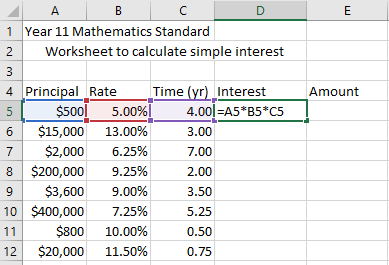 A B C D E
1 Year 11 Mathematics Standard
2 Worksheet to calculate simple interest
3
4 Principal Rate Time (yr) Interest Amount
5 $500 5.00% 4.00 =A5*B5*C5
6 $15,000 13.00% 3.00
7 $2,000 6.25% 7.00
8 $200,000 9.25% 2.00
9 $3,600 9.00% 3.50
10 $400,000 7.25% 5.25
11 $800 10.00% 0.50
12 $20,000 11.50% 0.75